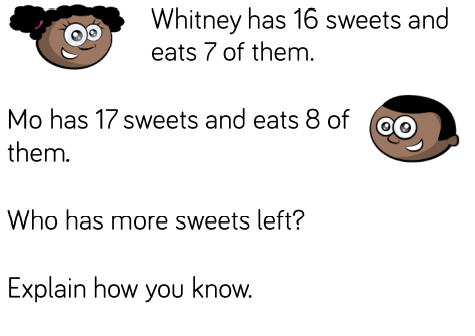 Whitney has 16 sweets and
eats 7 of them.
Mo has 17 sweets and eats 8 of
them.
Who has more sweets left?
Explain how you know.